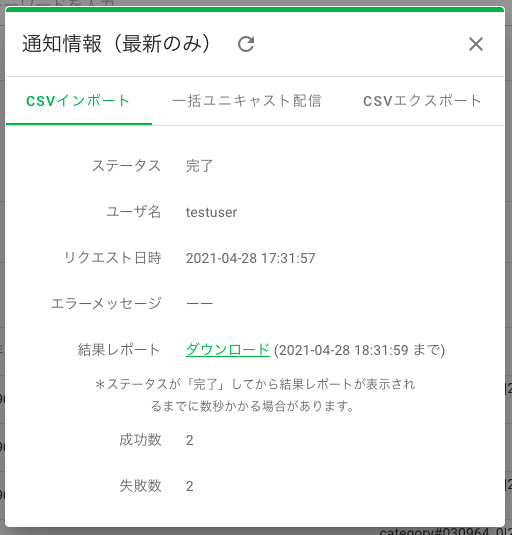 ーワードを入力
通知情報（最新のみ）
CSVインポート 一括ユニキャスト配信 CSVエクスポート
ステータス 完了
ユーザ名 testuser
リクエスト日時 2021-04-28 17:31:57
エラーメッセージ ーー
結果レポート ダウンロード (2021-04-28 18:31:59 まで)
＊ステータスが「完了」してから結果レポートが表示され
るまでに数秒かかる場合があります。
成功数 2
失敗数 2